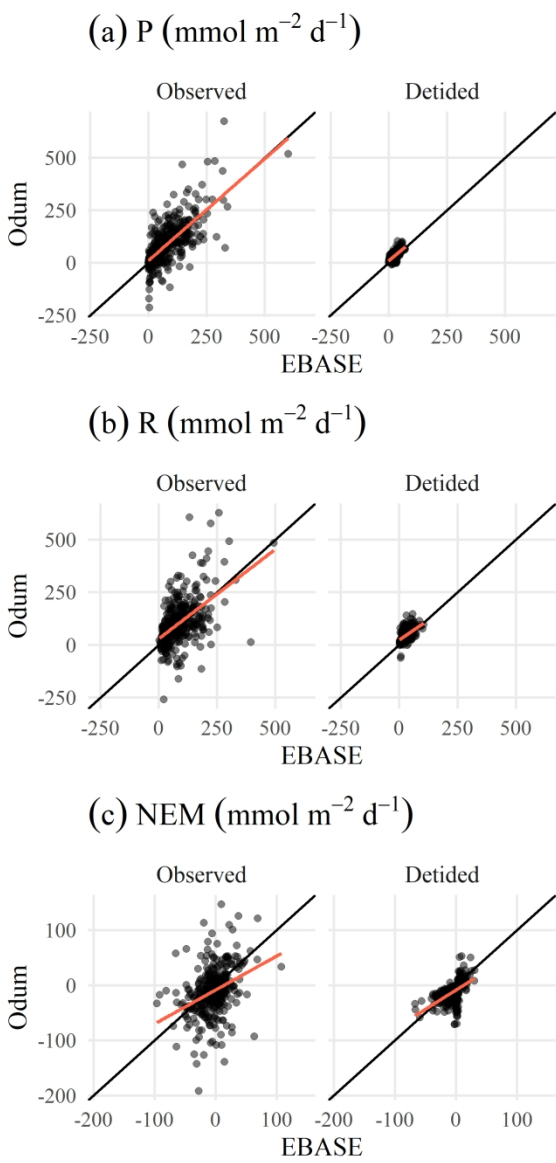 (a) P (mmol m⁻² d⁻¹)
Observed Detided
500
250
0
-250
Odum
-250 0 250 500 -250 0 250 500
EBASE
(b) R (mmol m⁻² d⁻¹)
Observed Detided
500
250
0
-250
Odum
-250 0 250 500 -250 0 250 500
EBASE
(c) NEM (mmol m⁻² d⁻¹)
Observed Detided
100
0
-100
-200
Odum
-200 -100 0 100 -200 -100 0 100
EBASE